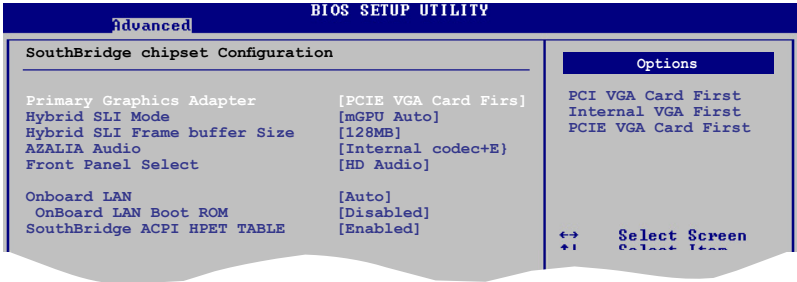 BIOS SETUP UTILITY
Advanced
SouthBridge chipset Configuration
Primary Graphics Adapter [PCIE VGA Card Firs]
Hybrid SLI Mode [mGPU Auto]
Hybrid SLI Frame buffer Size [128MB]
AZALIA Audio [Internal codec+E}
Front Panel Select [HD Audio]
Onboard LAN [Auto]
OnBoard LAN Boot ROM [Disabled]
SouthBridge ACPI HPET TABLE [Enabled]
Options
PCI VGA Card First
Internal VGA First
PCIE VGA Card First
←→ Select Screen
↑↓ Select Item